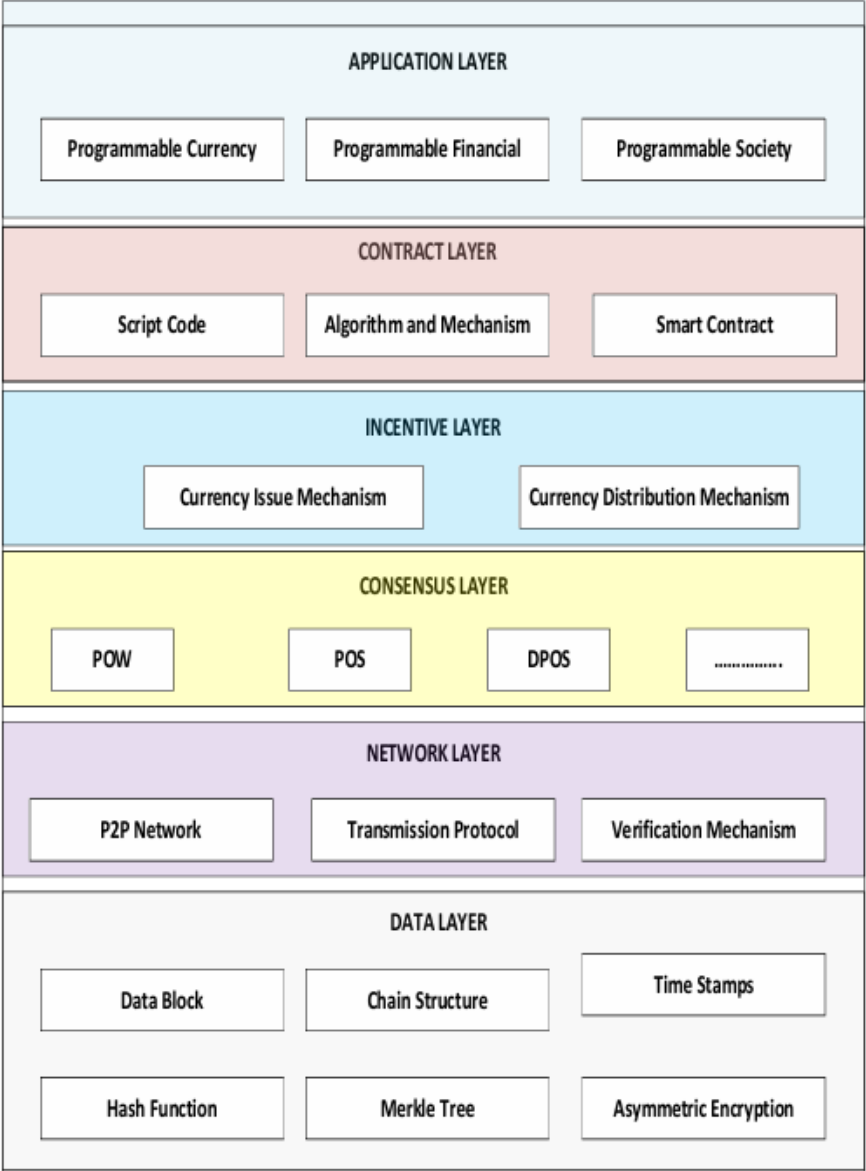 APPLICATION LAYER
Programmable Currency
Programmable Financial
Programmable Society
CONTRACT LAYER
Script Code
Algorithm and Mechanism
Smart Contract
INCENTIVE LAYER
Currency Issue Mechanism
Currency Distribution Mechanism
CONSENSUS LAYER
POW
POS
DPOS
...............
NETWORK LAYER
P2P Network
Transmission Protocol
Verification Mechanism
DATA LAYER
Data Block
Chain Structure
Time Stamps
Hash Function
Merkle Tree
Asymmetric Encryption